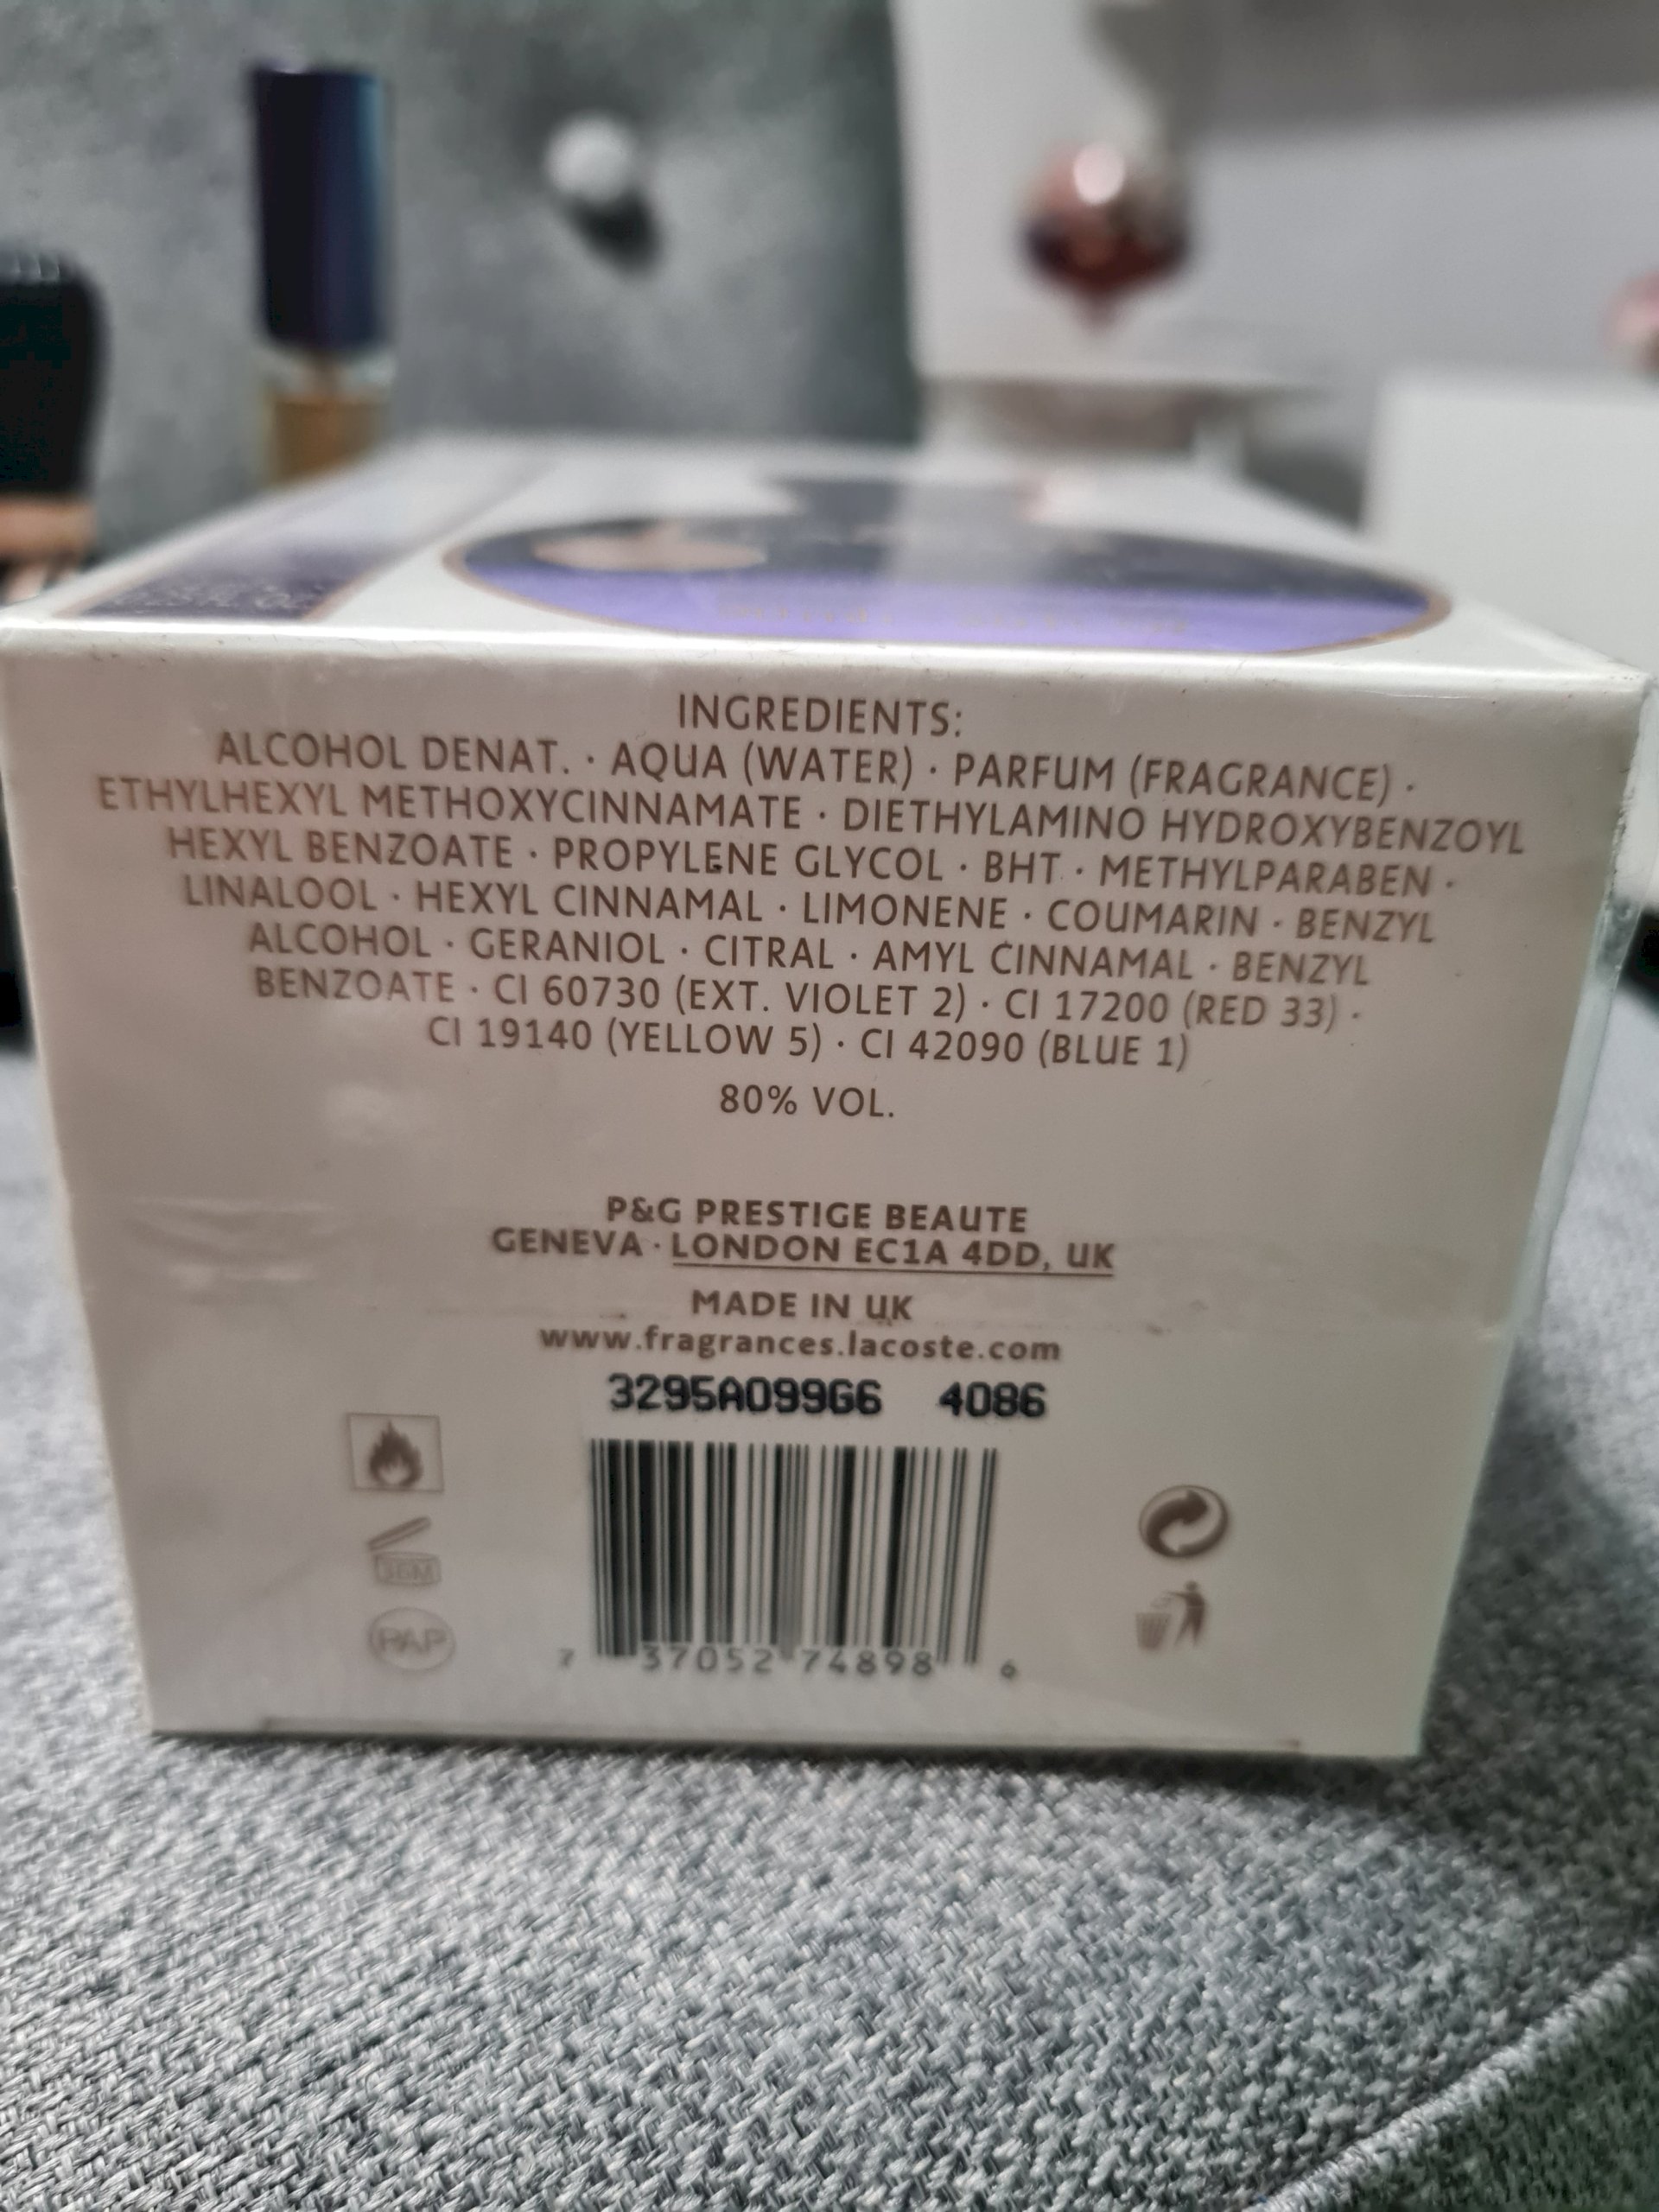 INGREDIENTS:
ALCOHOL DENAT. · AQUA (WATER) · PARFUM (FRAGRANCE) ·
ETHYLHEXYL METHOXYCINNAMATE · DIETHYLAMINO HYDROXYBENZOYL
HEXYL BENZOATE · PROPYLENE GLYCOL · BHT · METHYLPARABEN ·
LINALOOL · HEXYL CINNAMAL · LIMONENE · COUMARIN · BENZYL
ALCOHOL · GERANIOL · CITRAL · AMYL CINNAMAL · BENZYL
BENZOATE · CI 60730 (EXT. VIOLET 2) · CI 17200 (RED 33) ·
CI 19140 (YELLOW 5) · CI 42090 (BLUE 1)
80% VOL.
P&G PRESTIGE BEAUTE
GENEVA · LONDON EC1A 4DD, UK
MADE IN UK
www.fragrances.lacoste.com
3295A099G6 4086
36M
PAP
7 37052 74898 6